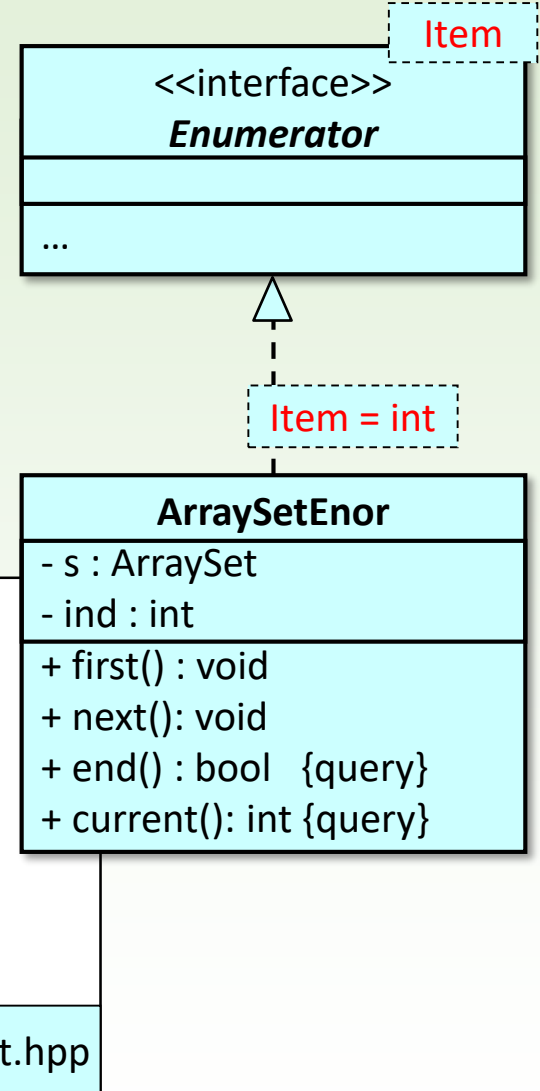 Item
<<interface>>
Enumerator
...
Item = int
ArraySetEnor
- s : ArraySet
- ind : int
+ first() : void
+ next(): void
+ end() : bool {query}
+ current(): int {query}
t.hpp